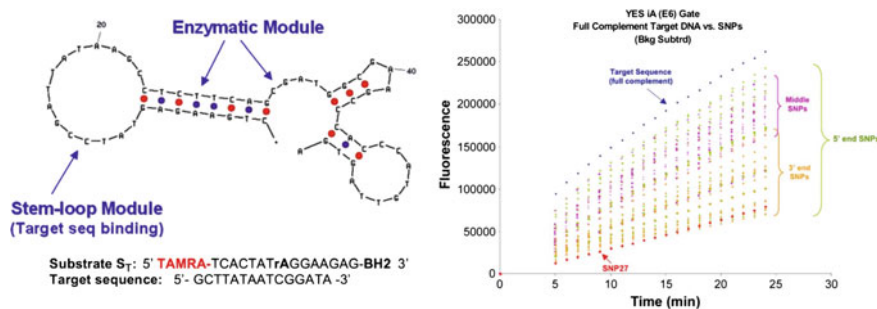 20
Enzymatic Module
40
Stem-loop Module
(Target seq binding)
Substrate ST: 5' TAMRA-TCACTATrAGGAAGAG-BH2 3'
Target sequence: 5'- GCTTATAATCGGATA -3'
YES iA (E6) Gate
Full Complement Target DNA vs. SNPs
(Bkg Subtrd)
Fluorescence
300000
250000
200000
150000
100000
50000
0
Target Sequence
(full complement)
Middle SNPs
5' end SNPs
3' end
SNPs
SNP27
0 5 10 15 20 25 30
Time (min)